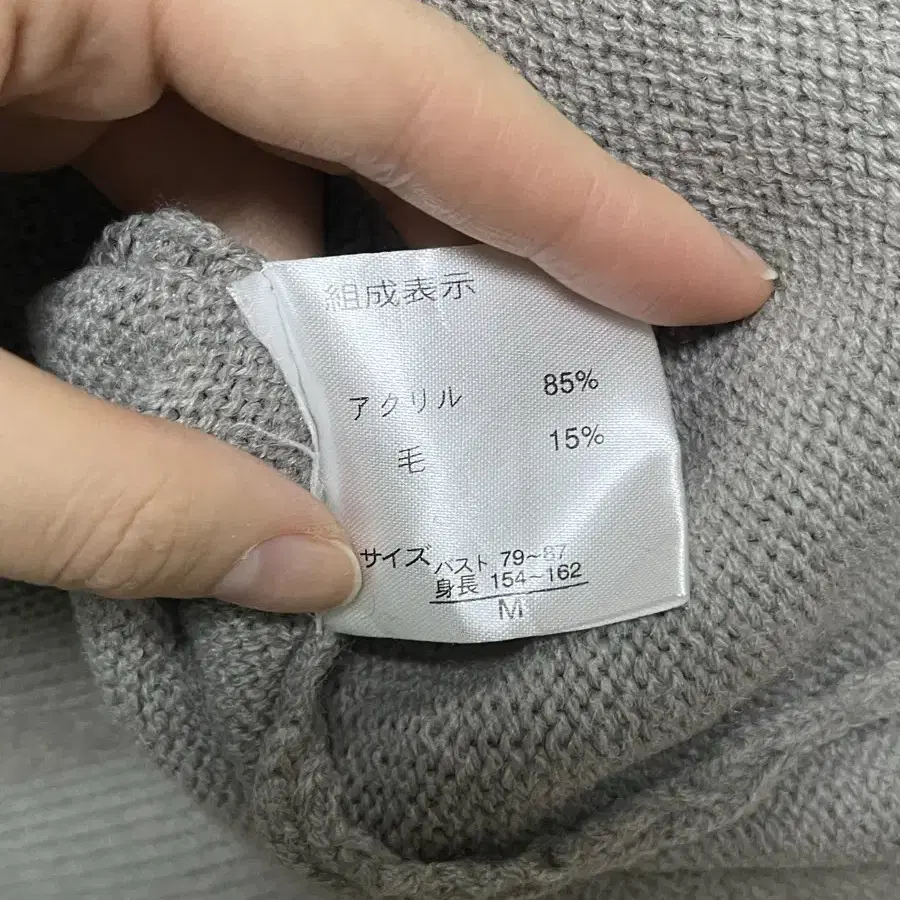 組成表示
アクリル 85%
毛 15%
サイズ バスト 79~87
身長 154~162
M